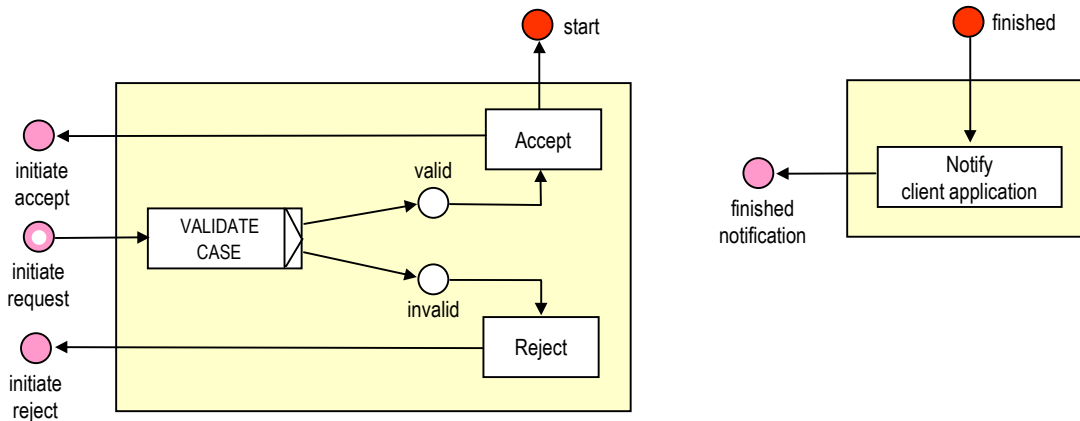 start
finished
Accept
initiate
accept
valid
VALIDATE
CASE
initiate
request
invalid
Reject
initiate
reject
Notify
client application
finished
notification